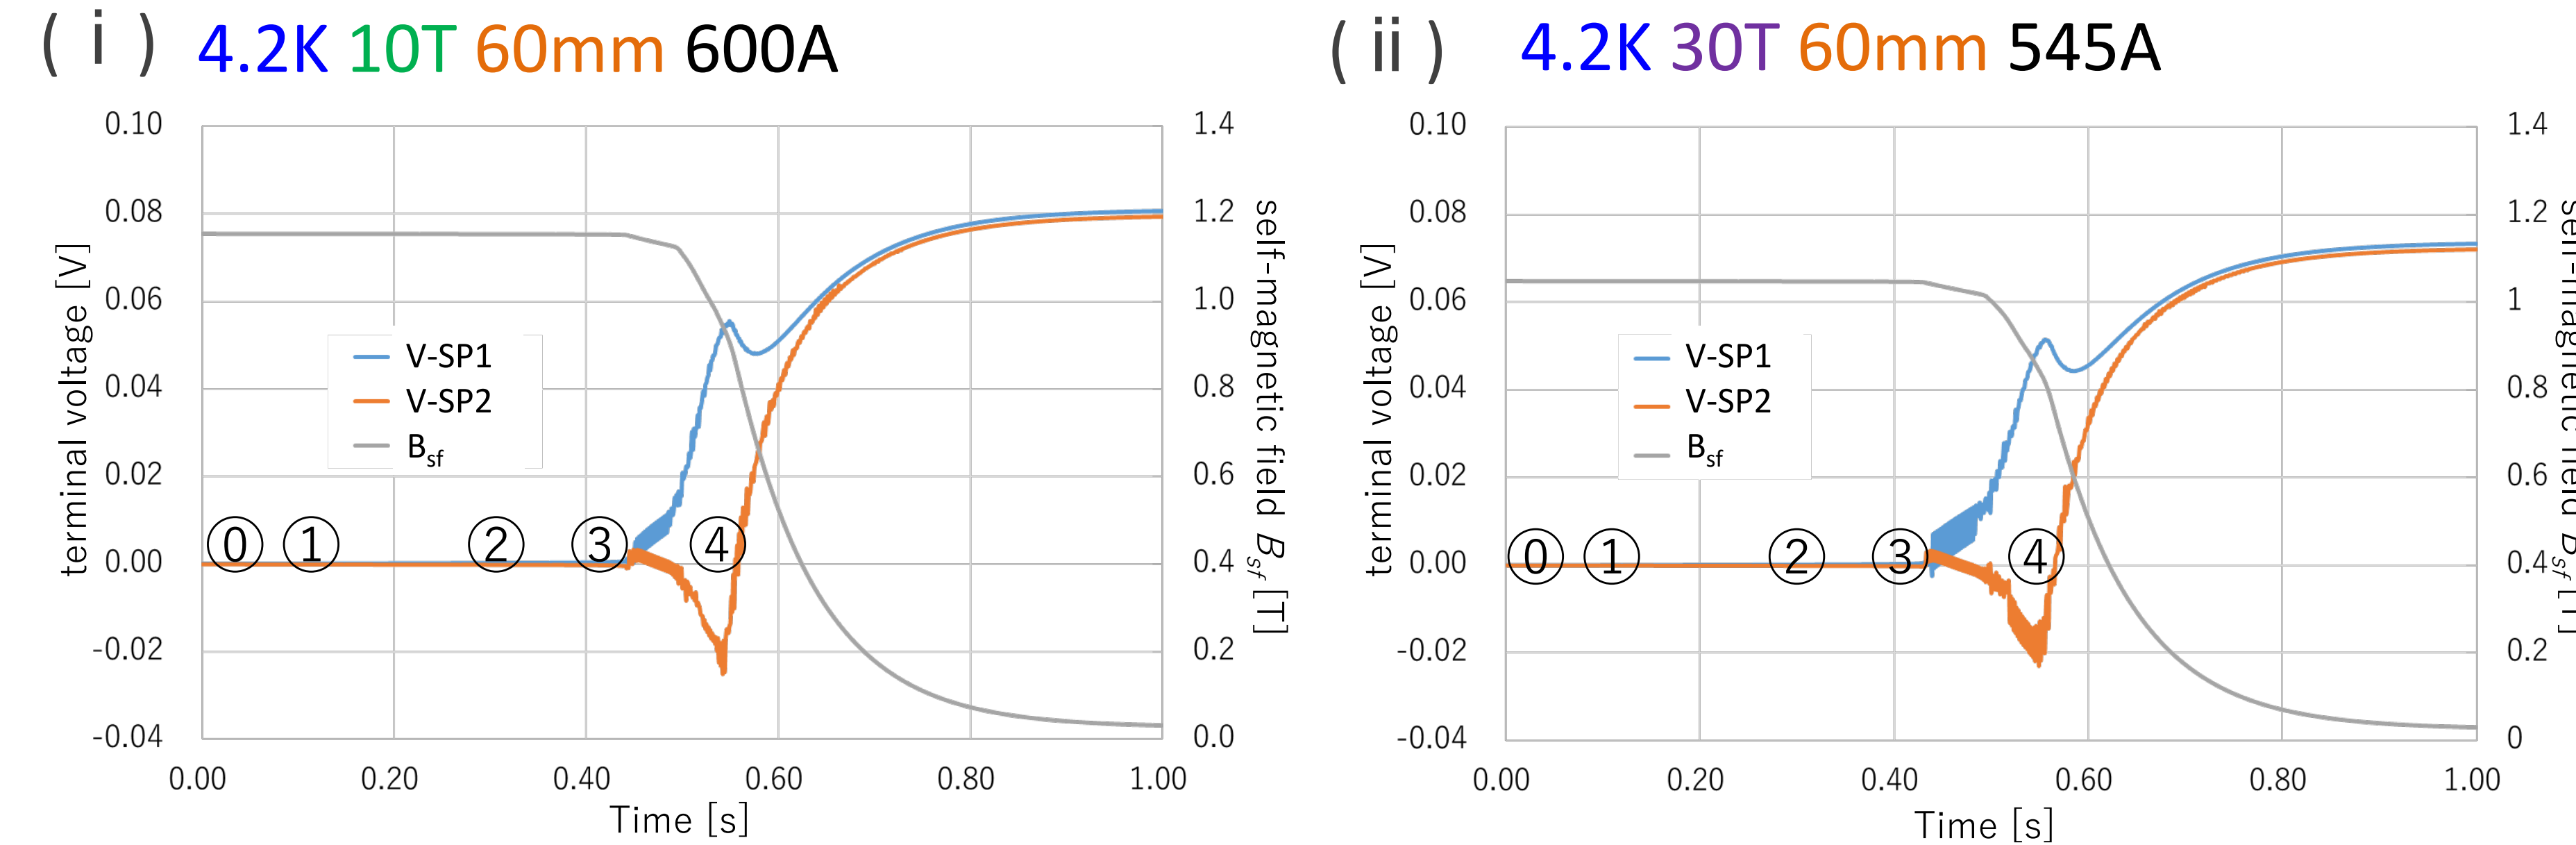 ( i ) 4.2K 10T 60mm 600A
0.10
0.08
0.06
0.04
0.02
0.00
-0.02
-0.04
terminal voltage [V]
1.4
1.2
1.0
0.8
0.6
0.4
0.2
0.0
self-magnetic field Bsf [T]
V-SP1
V-SP2
Bsf
⓪ ① ② ③ ④
0.00 0.20 0.40 0.60 0.80 1.00
Time [s]
( ii ) 4.2K 30T 60mm 545A
0.10
0.08
0.06
0.04
0.02
0.00
-0.02
-0.04
terminal voltage [V]
1.4
1.2
1
0.8
0.6
0.4
0.2
0
self-magnetic field Bsf [T]
V-SP1
V-SP2
Bsf
⓪ ① ② ③ ④
0.00 0.20 0.40 0.60 0.80 1.00
Time [s]